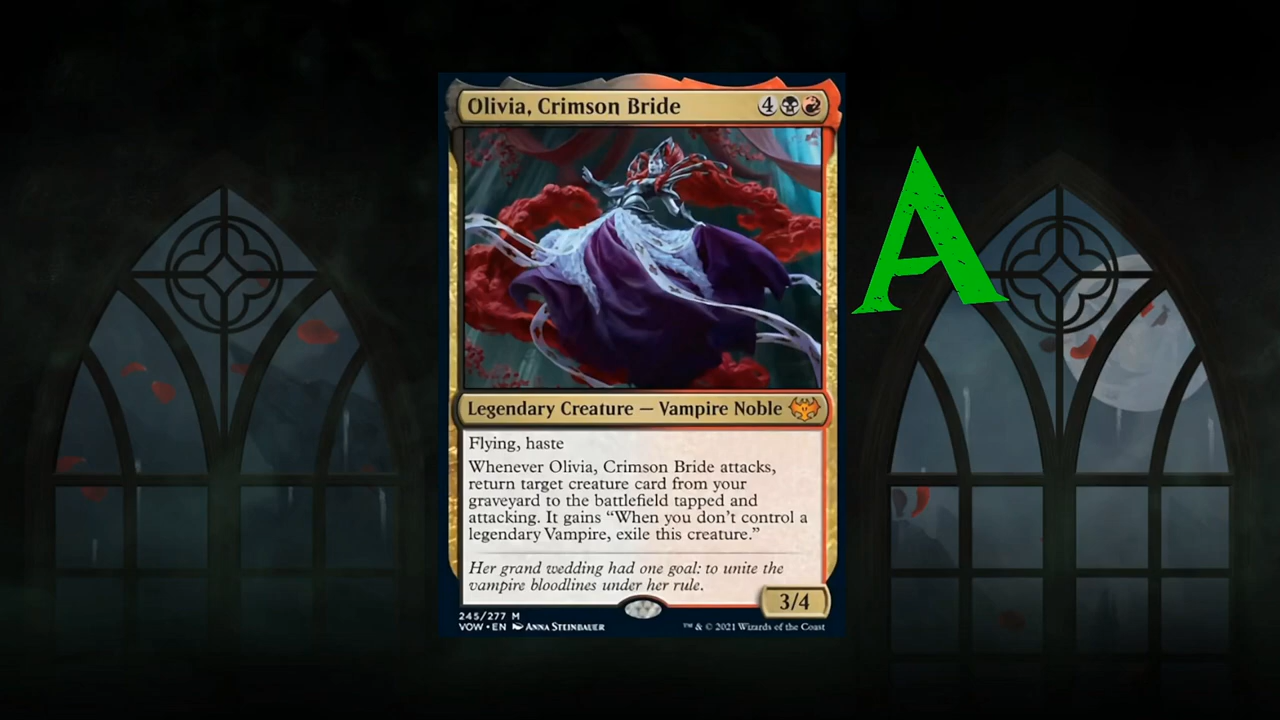 Olivia, Crimson Bride 4
A
Legendary Creature — Vampire Noble
Flying, haste
Whenever Olivia, Crimson Bride attacks,
return target creature card from your
graveyard to the battlefield tapped and
attacking. It gains “When you don’t control a
legendary Vampire, exile this creature.”
Her grand wedding had one goal: to unite the
vampire bloodlines under her rule.
3/4
245/277 M
VOW • EN Anna Steinbauer
™ & © 2021 Wizards of the Coast